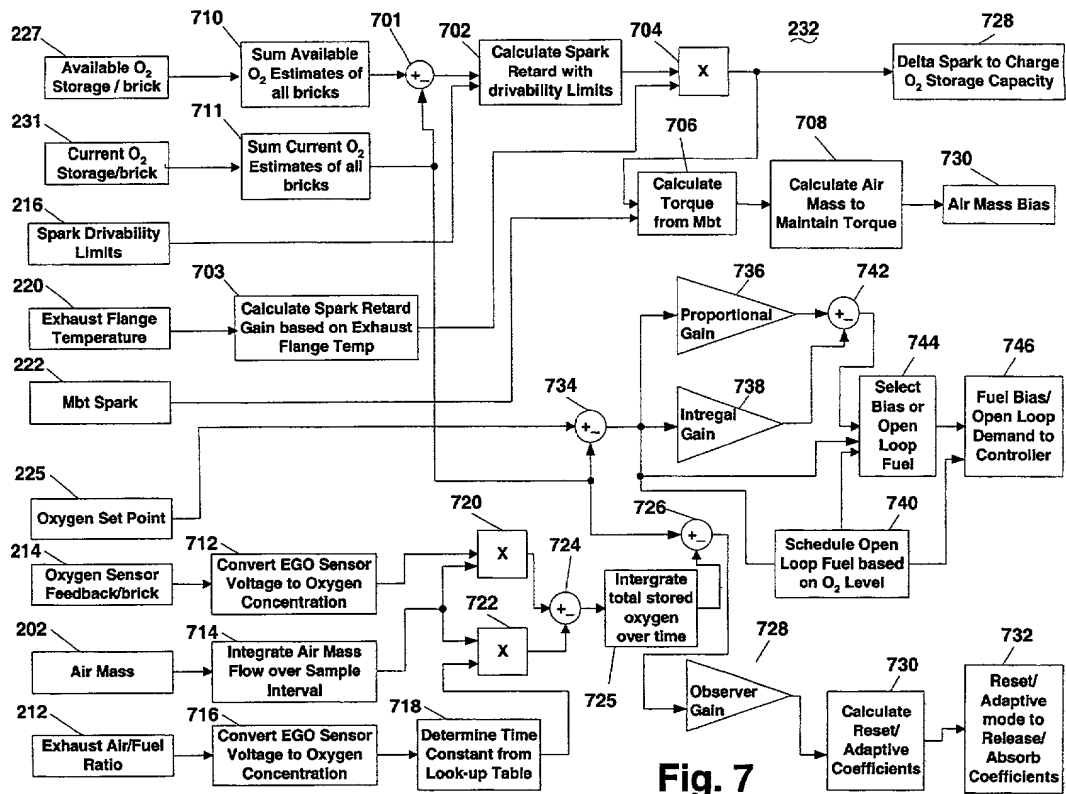 227
Available O2
Storage / brick
710
Sum Available
O2 Estimates of
all bricks
701
+-
702
Calculate Spark
Retard with
drivability Limits
704
X
232
728
Delta Spark to Charge
O2 Storage Capacity
231
Current O2
Storage/brick
711
Sum Current O2
Estimates of all
bricks
706
Calculate
Torque
from Mbt
708
Calculate Air
Mass to
Maintain Torque
730
Air Mass Bias
216
Spark Drivability
Limits
220
Exhaust Flange
Temperature
703
Calculate Spark Retard
Gain based on Exhaust
Flange Temp
736
Proportional
Gain
742
+-
222
Mbt Spark
734
+-
738
Intregal
Gain
744
Select
Bias or
Open
Loop
Fuel
746
Fuel Bias/
Open Loop
Demand to
Controller
225
Oxygen Set Point
740
Schedule Open
Loop Fuel based
on O2 Level
214
Oxygen Sensor
Feedback/brick
712
Convert EGO Sensor
Voltage to Oxygen
Concentration
720
X
724
+-
726
+-
202
Air Mass
714
Integrate Air Mass
Flow over Sample
Interval
722
X
Intergrate
total stored
oxygen
over time
725
728
Observer
Gain
730
Calculate
Reset/
Adaptive
Coefficients
732
Reset/
Adaptive
mode to
Release/
Absorb
Coefficients
212
Exhaust Air/Fuel
Ratio
716
Convert EGO Sensor
Voltage to Oxygen
Concentration
718
Determine Time
Constant from
Look-up Table
Fig. 7